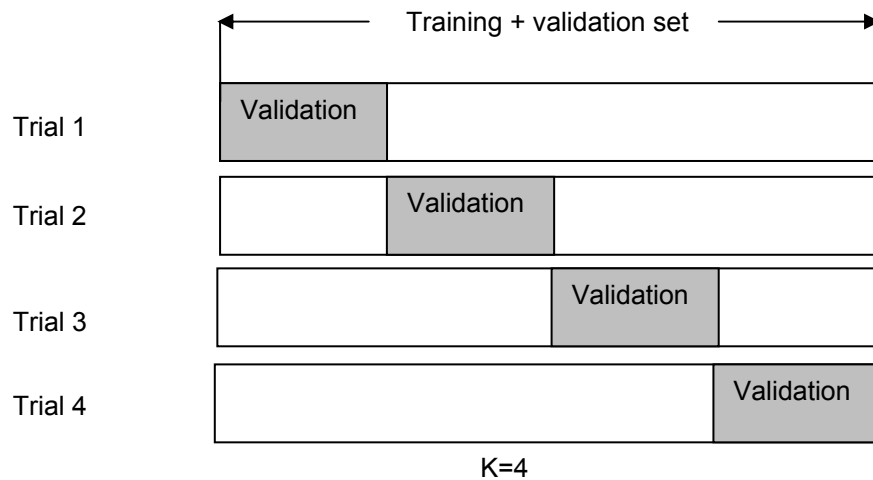 Training + validation set
Trial 1 Validation
Trial 2 Validation
Trial 3 Validation
Trial 4 Validation
K=4